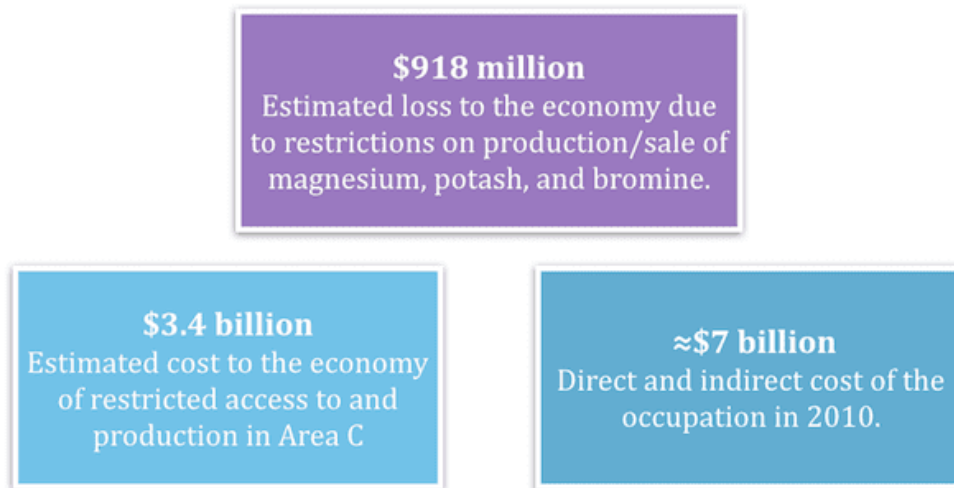 $918 million
Estimated loss to the economy due
to restrictions on production/sale of
magnesium, potash, and bromine.
$3.4 billion
Estimated cost to the economy
of restricted access to and
production in Area C
≈$7 billion
Direct and indirect cost of the
occupation in 2010.